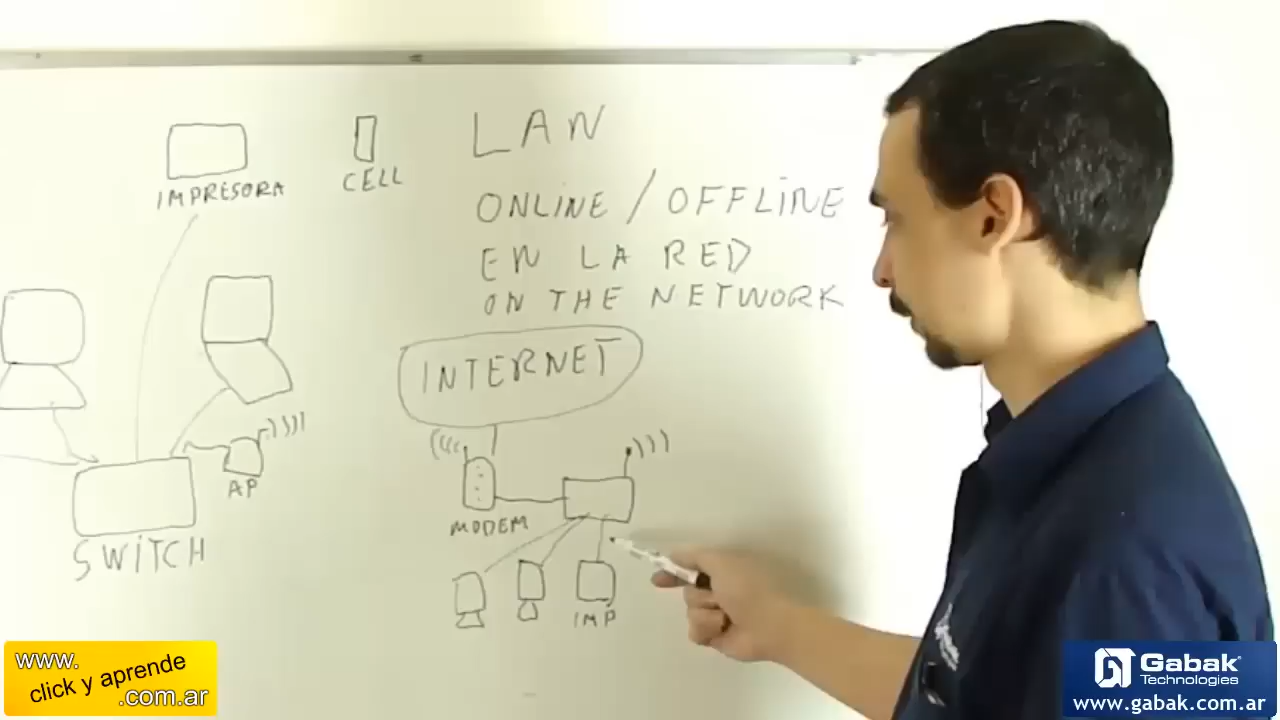 LAN
IMPRESORA
CELL
ONLINE / OFFLINE
EN LA RED
ON THE NETWORK
INTERNET
AP
MODEM
SWITCH
IMP
www.
click y aprende
.com.ar
Gabak
Technologies
www.gabak.com.ar